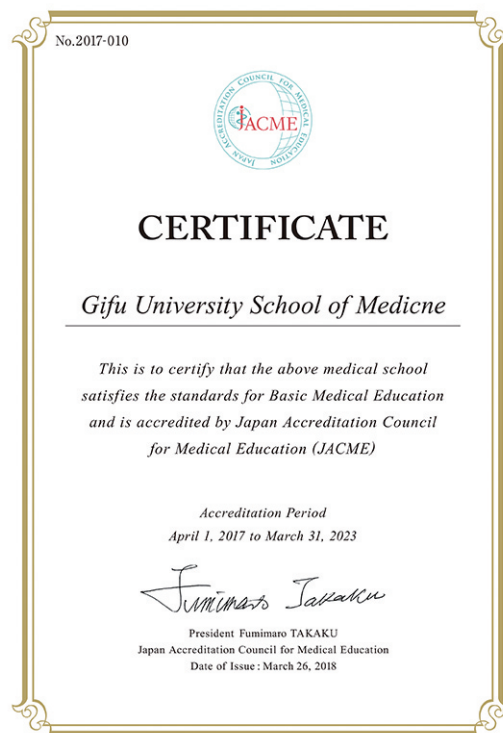 No.2017-010
JAPAN ACCREDITATION COUNCIL FOR MEDICAL EDUCATION
JACME
CERTIFICATE
Gifu University School of Medicne
This is to certify that the above medical school
satisfies the standards for Basic Medical Education
and is accredited by Japan Accreditation Council
for Medical Education (JACME)
Accreditation Period
April 1, 2017 to March 31, 2023
Fumimaro Takaku
President Fumimaro TAKAKU
Japan Accreditation Council for Medical Education
Date of Issue : March 26, 2018